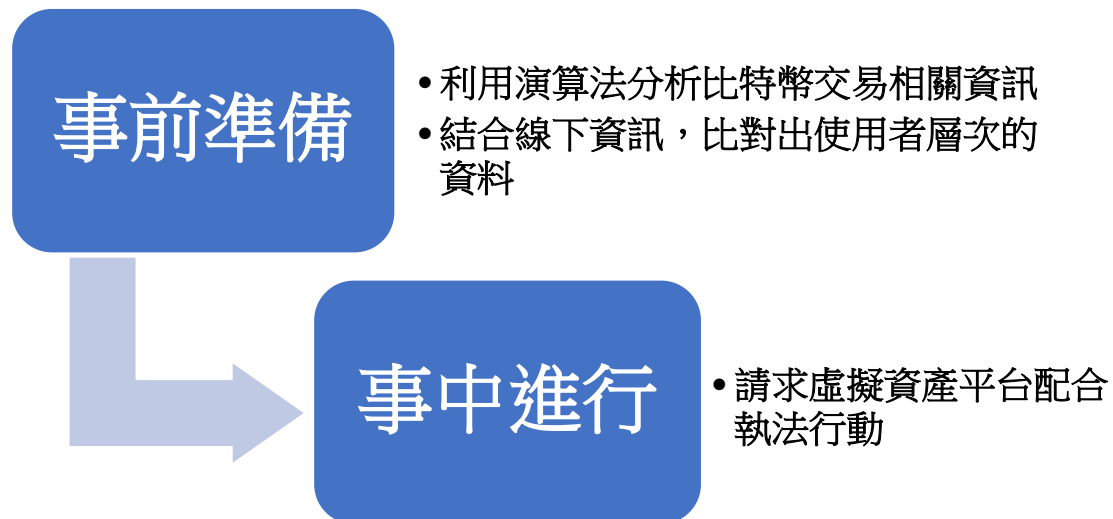 事前準備
•利用演算法分析比特幣交易相關資訊
•結合線下資訊，比對出使用者層次的
資料
事中進行
•請求虛擬資產平台配合
執法行動